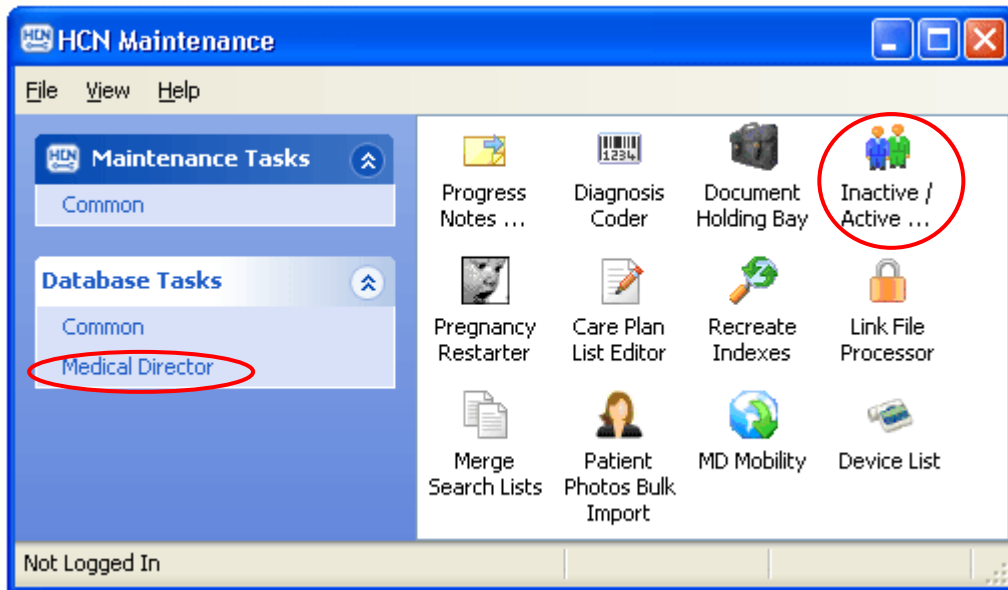 HCN Maintenance
File View Help
Maintenance Tasks
Common
Database Tasks
Common
Medical Director
Progress
Notes ...
1234
Diagnosis
Coder
Document
Holding Bay
Inactive /
Active ...
Pregnancy
Restarter
Care Plan
List Editor
Recreate
Indexes
Link File
Processor
Merge
Search Lists
Patient
Photos Bulk
Import
MD Mobility
Device List
Not Logged In